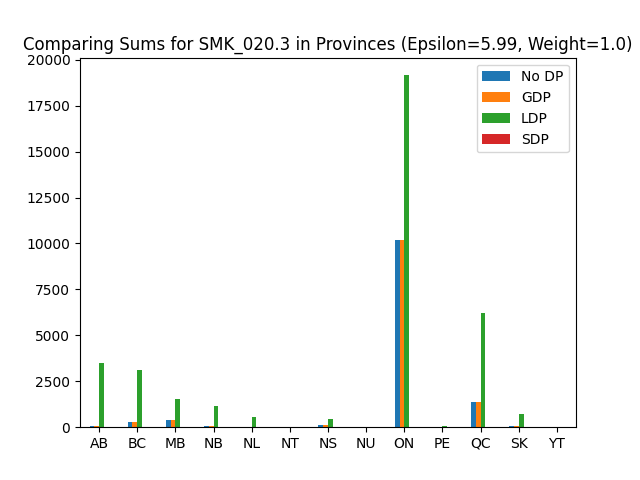 Comparing Sums for SMK_020.3 in Provinces (Epsilon=5.99, Weight=1.0)
20000
17500
15000
12500
10000
7500
5000
2500
0
No DP
GDP
LDP
SDP
AB BC MB NB NL NT NS NU ON PE QC SK YT